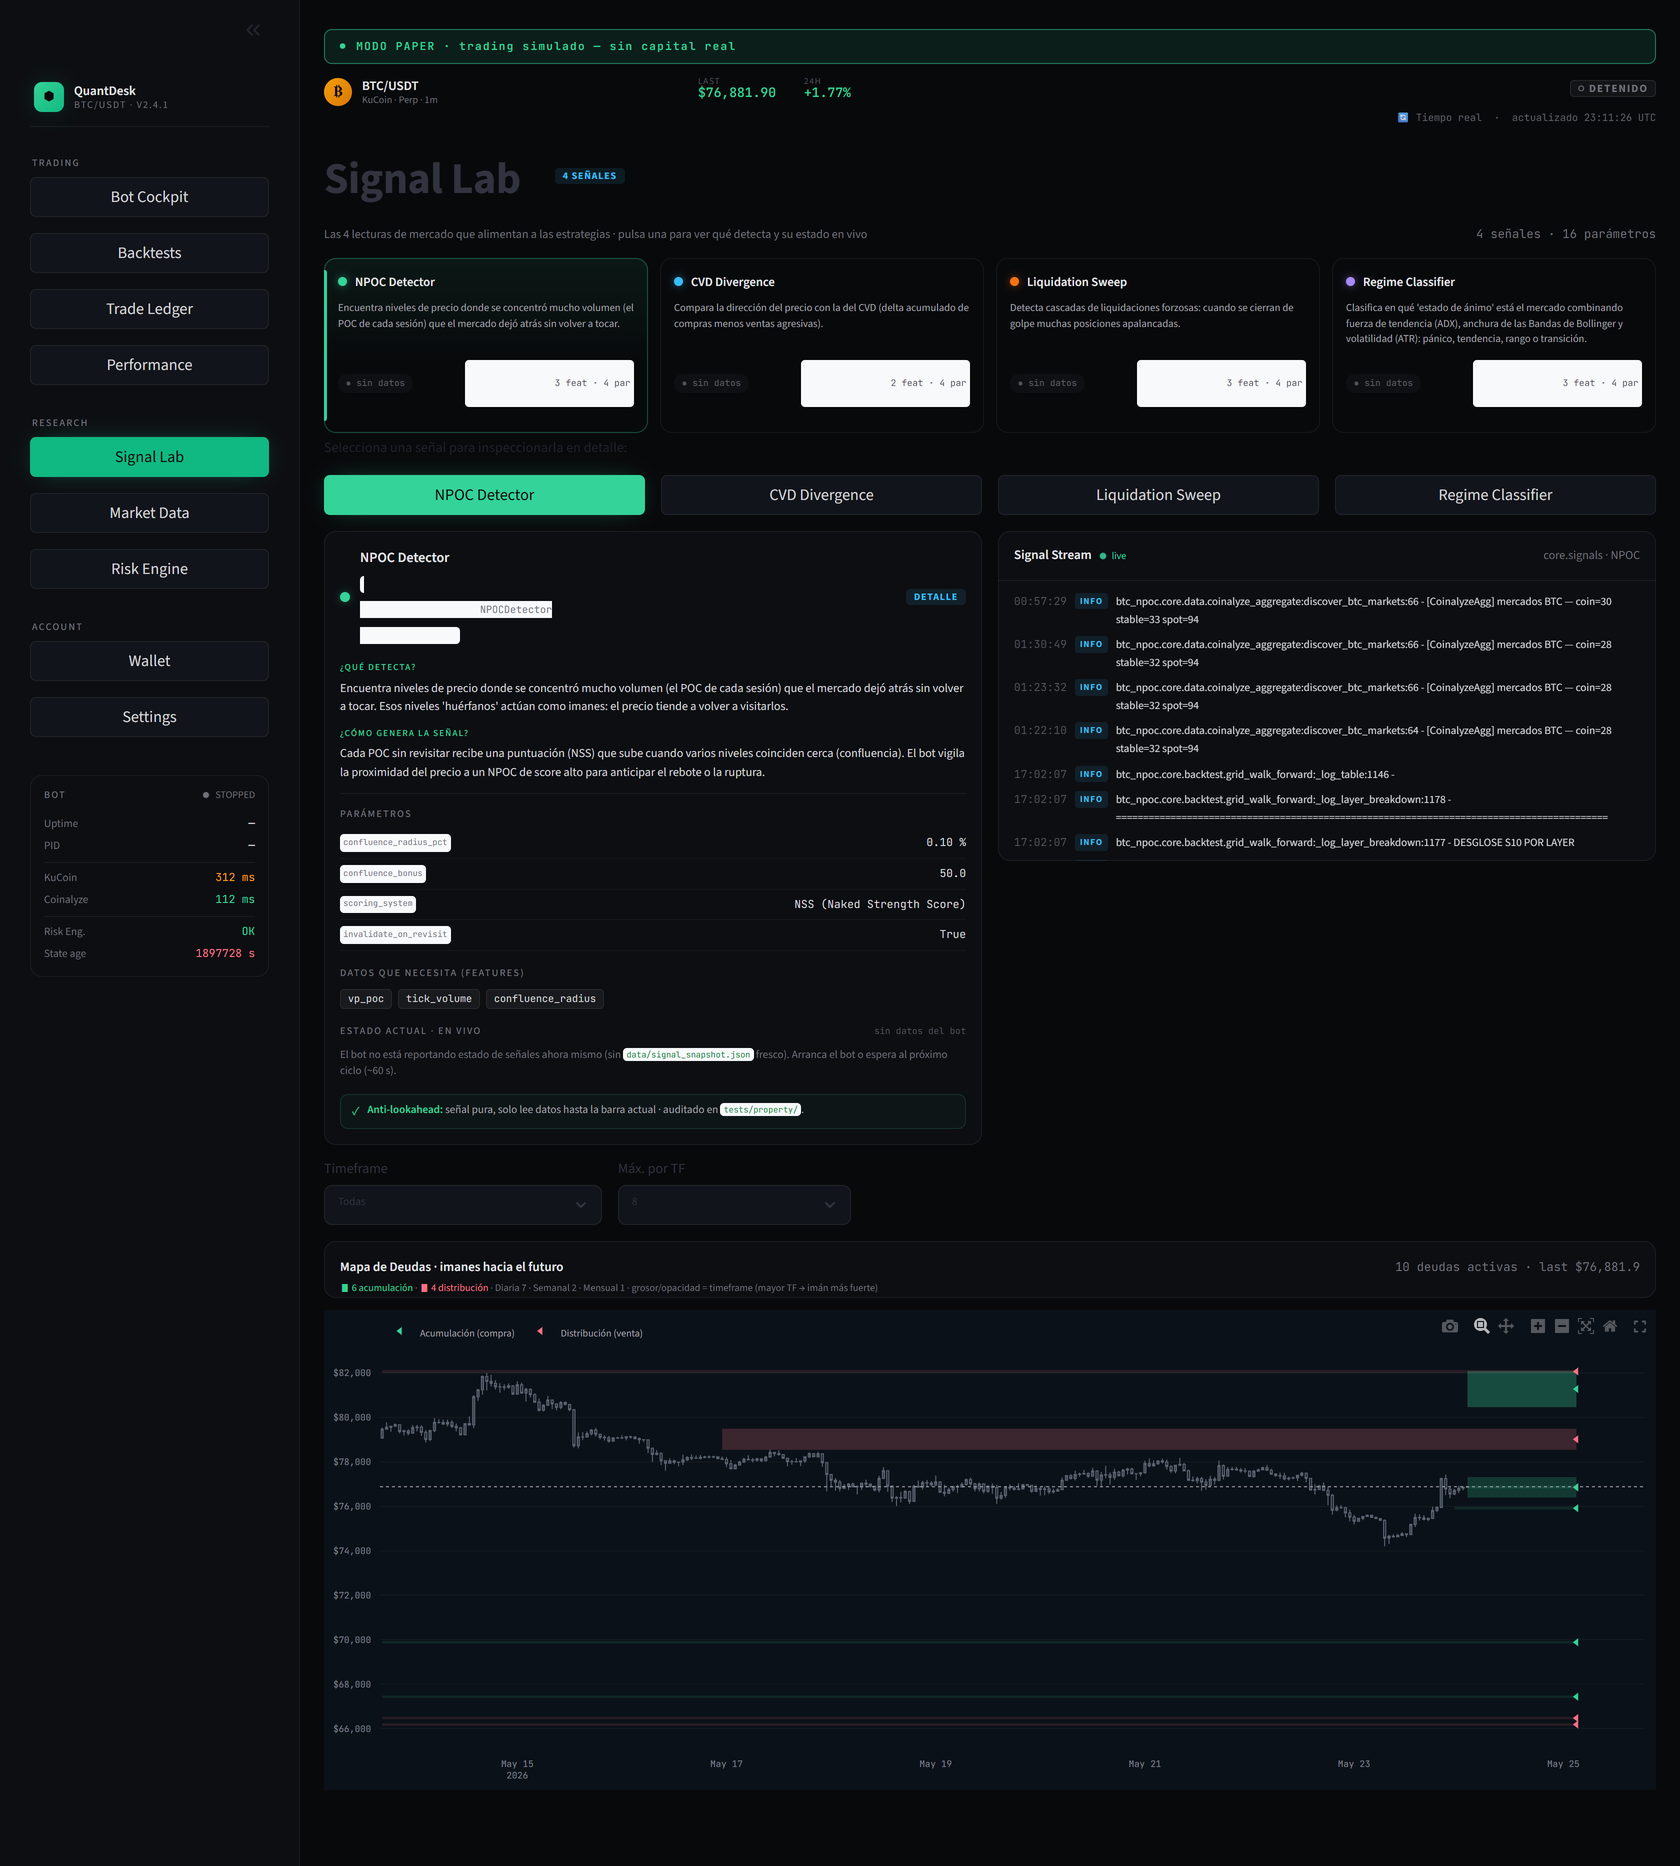 QuantDesk
BTC/USDT · V2.4.1
TRADING
Bot Cockpit
Backtests
Trade Ledger
Performance
RESEARCH
Signal Lab
Market Data
Risk Engine
ACCOUNT
Wallet
Settings
BOT ● STOPPED
Uptime —
PID —
KuCoin 312 ms
Coinalyze 112 ms
Risk Eng. OK
State age 1897728 s
● MODO PAPER · trading simulado — sin capital real
BTC/USDT
KuCoin · Perp · 1m
LAST
$76,881.90
24H
+1.77%
DETENIDO
Tiempo real · actualizado 23:11:26 UTC
Signal Lab
4 SEÑALES
Las 4 lecturas de mercado que alimentan a las estrategias · pulsa una para ver qué detecta y su estado en vivo
4 señales · 16 parámetros
NPOC Detector
Encuentra niveles de precio donde se concentró mucho volumen (el
POC de cada sesión) que el mercado dejó atrás sin volver a tocar.
● sin datos
3 feat · 4 par
CVD Divergence
Compara la dirección del precio con la del CVD (delta acumulado de
compras menos ventas agresivas).
● sin datos
2 feat · 4 par
Liquidation Sweep
Detecta cascadas de liquidaciones forzosas: cuando se cierran de
golpe muchas posiciones apalancadas.
● sin datos
3 feat · 4 par
Regime Classifier
Clasifica en qué 'estado de ánimo' está el mercado combinando
fuerza de tendencia (ADX), anchura de las Bandas de Bollinger y
volatilidad (ATR): pánico, tendencia, rango o transición.
● sin datos
3 feat · 4 par
Selecciona una señal para inspeccionarla en detalle:
NPOC Detector
CVD Divergence
Liquidation Sweep
Regime Classifier
NPOC Detector
NPOCDetector
DETALLE
¿QUÉ DETECTA?
Encuentra niveles de precio donde se concentró mucho volumen (el POC de cada sesión) que el mercado dejó atrás sin volver
a tocar. Esos niveles 'huérfanos' actúan como imanes: el precio tiende a volver a visitarlos.
¿CÓMO GENERA LA SEÑAL?
Cada POC sin revisitar recibe una puntuación (NSS) que sube cuando varios niveles coinciden cerca (confluencia). El bot vigila
la proximidad del precio a un NPOC de score alto para anticipar el rebote o la ruptura.
PARÁMETROS
confluence_radius_pct 0.10 %
confluence_bonus 50.0
scoring_system NSS (Naked Strength Score)
invalidate_on_revisit True
DATOS QUE NECESITA (FEATURES)
vp_poc tick_volume confluence_radius
ESTADO ACTUAL · EN VIVO
sin datos del bot
El bot no está reportando estado de señales ahora mismo (sin data/signal_snapshot.json fresco). Arranca el bot o espera al próximo
ciclo (~60 s).
✓ Anti-lookahead: señal pura, solo lee datos hasta la barra actual · auditado en tests/property/.
Signal Stream ● live
core.signals · NPOC
00:57:29 INFO btc_npoc.core.data.coinalyze_aggregate:discover_btc_markets:66 - [CoinalyzeAgg] mercados BTC — coin=30
stable=33 spot=94
01:30:49 INFO btc_npoc.core.data.coinalyze_aggregate:discover_btc_markets:66 - [CoinalyzeAgg] mercados BTC — coin=28
stable=32 spot=94
01:23:32 INFO btc_npoc.core.data.coinalyze_aggregate:discover_btc_markets:66 - [CoinalyzeAgg] mercados BTC — coin=28
stable=32 spot=94
01:22:10 INFO btc_npoc.core.data.coinalyze_aggregate:discover_btc_markets:64 - [CoinalyzeAgg] mercados BTC — coin=28
stable=32 spot=94
17:02:07 INFO btc_npoc.core.backtest.grid_walk_forward:_log_table:1146 -
17:02:07 INFO btc_npoc.core.backtest.grid_walk_forward:_log_layer_breakdown:1178 -
==========================================================================================
17:02:07 INFO btc_npoc.core.backtest.grid_walk_forward:_log_layer_breakdown:1177 - DESGLOSE S10 POR LAYER
Timeframe
Todas
Máx. por TF
8
Mapa de Deudas · imanes hacia el futuro
10 deudas activas · last $76,881.9
6 acumulación · 4 distribución · Diaria 7 · Semanal 2 · Mensual 1 · grosor/opacidad = timeframe (mayor TF → imán más fuerte)
Acumulación (compra) Distribución (venta)
$82,000
$80,000
$78,000
$76,000
$74,000
$72,000
$70,000
$68,000
$66,000
May 15 May 17 May 19 May 21 May 23 May 25
2026